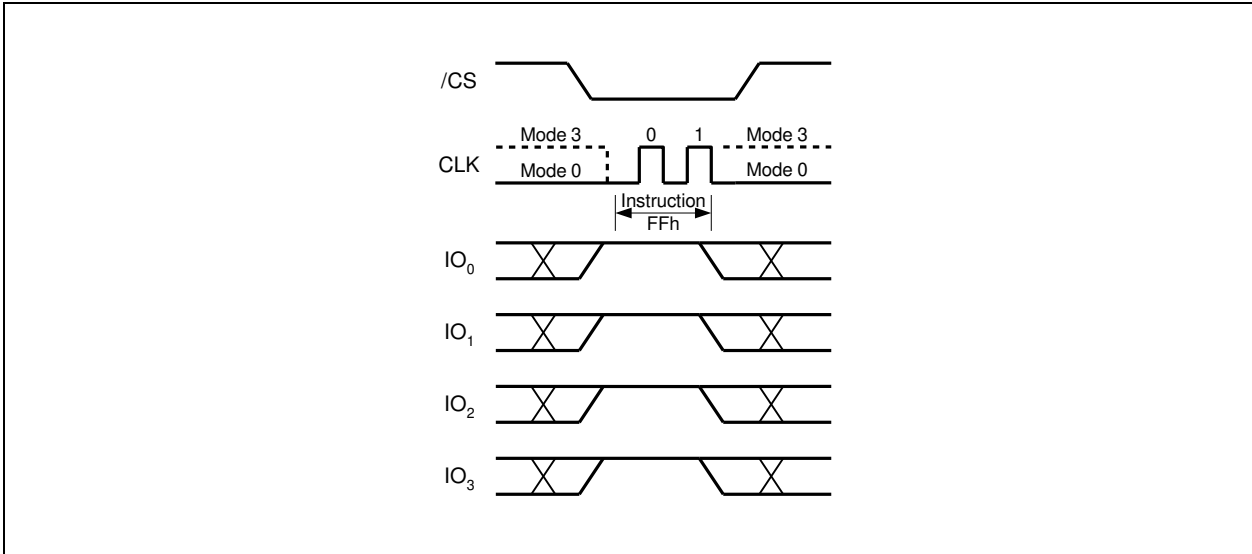 /CS
Mode 3 0 1 Mode 3
CLK
Mode 0 Mode 0
Instruction
FFh
IO0
IO1
IO2
IO3